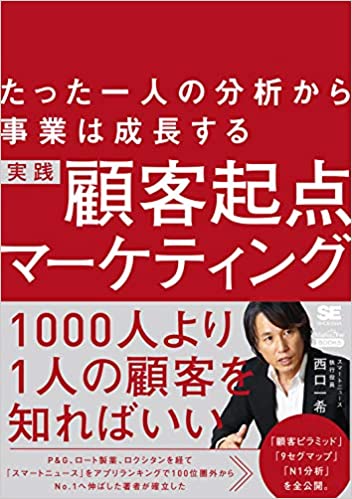 たった一人の分析から
事業は成長する
実践
顧客起点
マーケティング
SE
SHOEISHA
BOOKS
1000人より
1人の顧客を
知ればいい
スマートニュース
執行役員
西口一希
P&G、ロート製薬、ロクシタンを経て
「スマートニュース」をアプリランキングで100位圏外から
No.1へ伸ばした著者が確立した
「顧客ピラミッド」
「9セグマップ」
「N1分析」
を全公開。